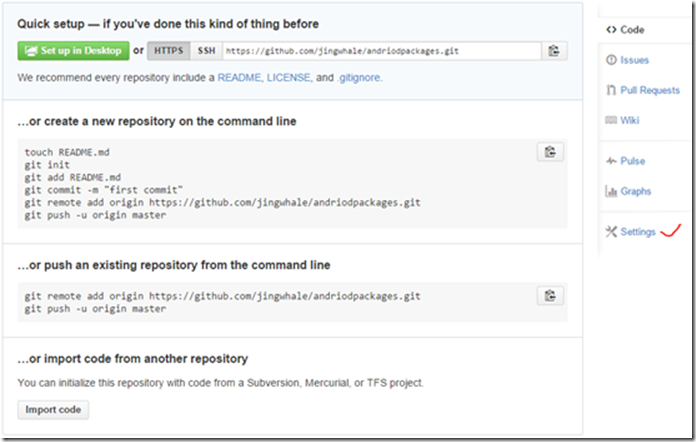 Quick setup — if you've done this kind of thing before
Set up in Desktop or HTTPS SSH https://github.com/jingwhale/andriodpackages.git
We recommend every repository include a README, LICENSE, and .gitignore.
...or create a new repository on the command line
touch README.md
git init
git add README.md
git commit -m "first commit"
git remote add origin https://github.com/jingwhale/andriodpackages.git
git push -u origin master
...or push an existing repository from the command line
git remote add origin https://github.com/jingwhale/andriodpackages.git
git push -u origin master
...or import code from another repository
You can initialize this repository with code from a Subversion, Mercurial, or TFS project.
Import code
Code
Issues
Pull Requests
Wiki
Pulse
Graphs
Settings